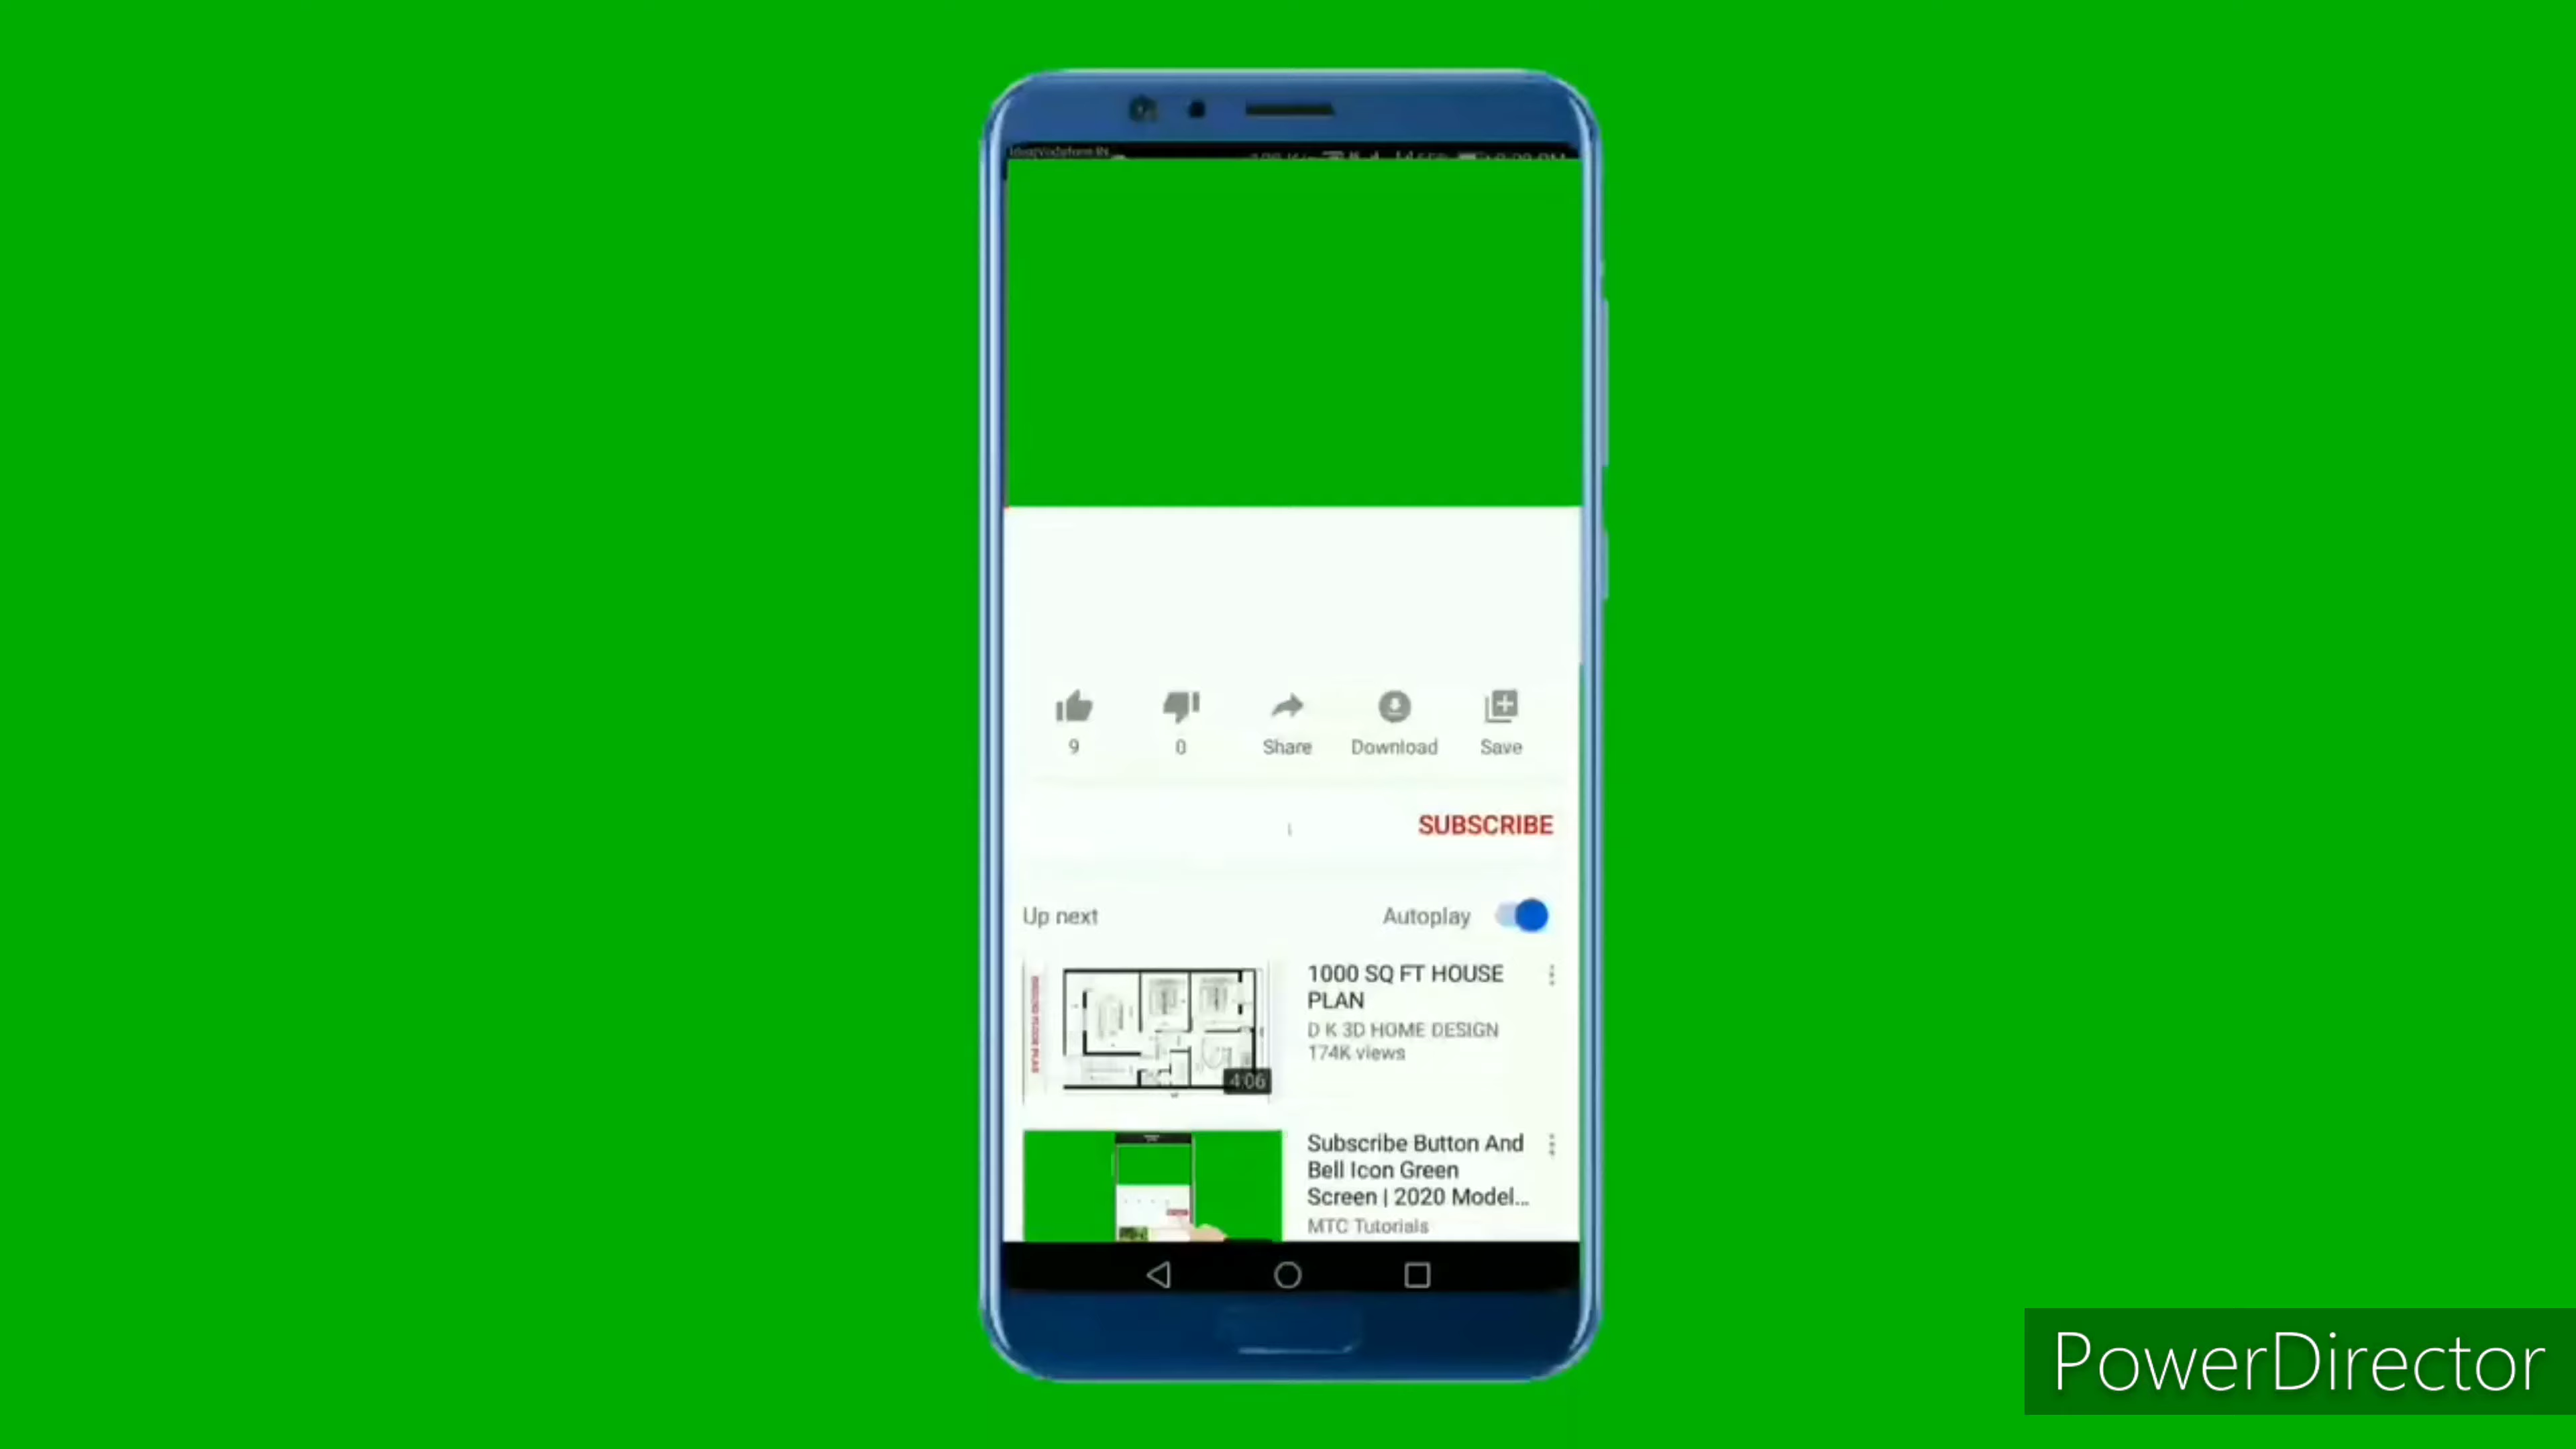 9
0
Share
Download
Save
SUBSCRIBE
Up next
Autoplay
1000 SQ FT HOUSE
PLAN
D K 3D HOME DESIGN
174K views
4:06
Subscribe Button And
Bell Icon Green
Screen | 2020 Model...
MTC Tutorials
PowerDirector